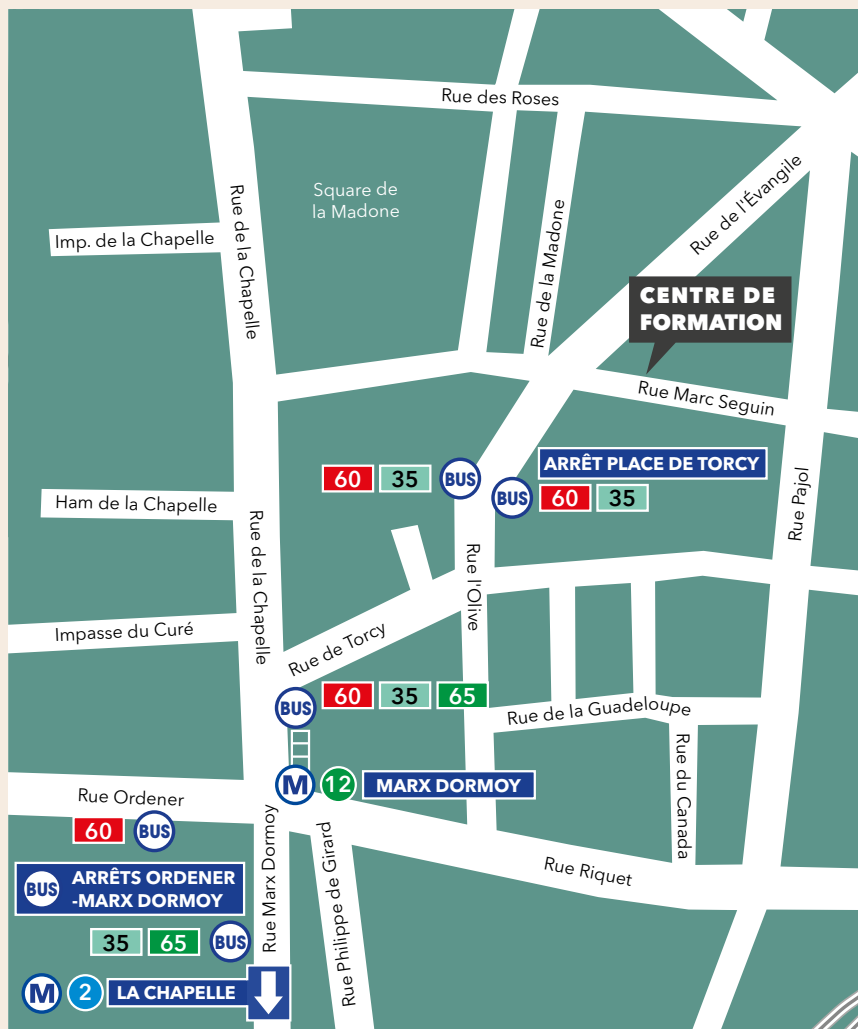 Rue des Roses
Square de
la Madone
Rue de la Chapelle
Imp. de la Chapelle
Rue de la Madone
Rue de l'Évangile
CENTRE DE
FORMATION
Rue Marc Seguin
60 35 BUS
ARRÊT PLACE DE TORCY
BUS 60 35
Ham de la Chapelle
Rue de la Chapelle
Rue l'Olive
Rue Pajol
Impasse du Curé
Rue de Torcy
BUS 60 35 65
Rue de la Guadeloupe
Rue du Canada
M 12 MARX DORMOY
Rue Ordener
60 BUS
Rue Marx Dormoy
Rue Philippe de Girard
Rue Riquet
BUS ARRÊTS ORDENER
-MARX DORMOY
35 65 BUS
M 2 LA CHAPELLE